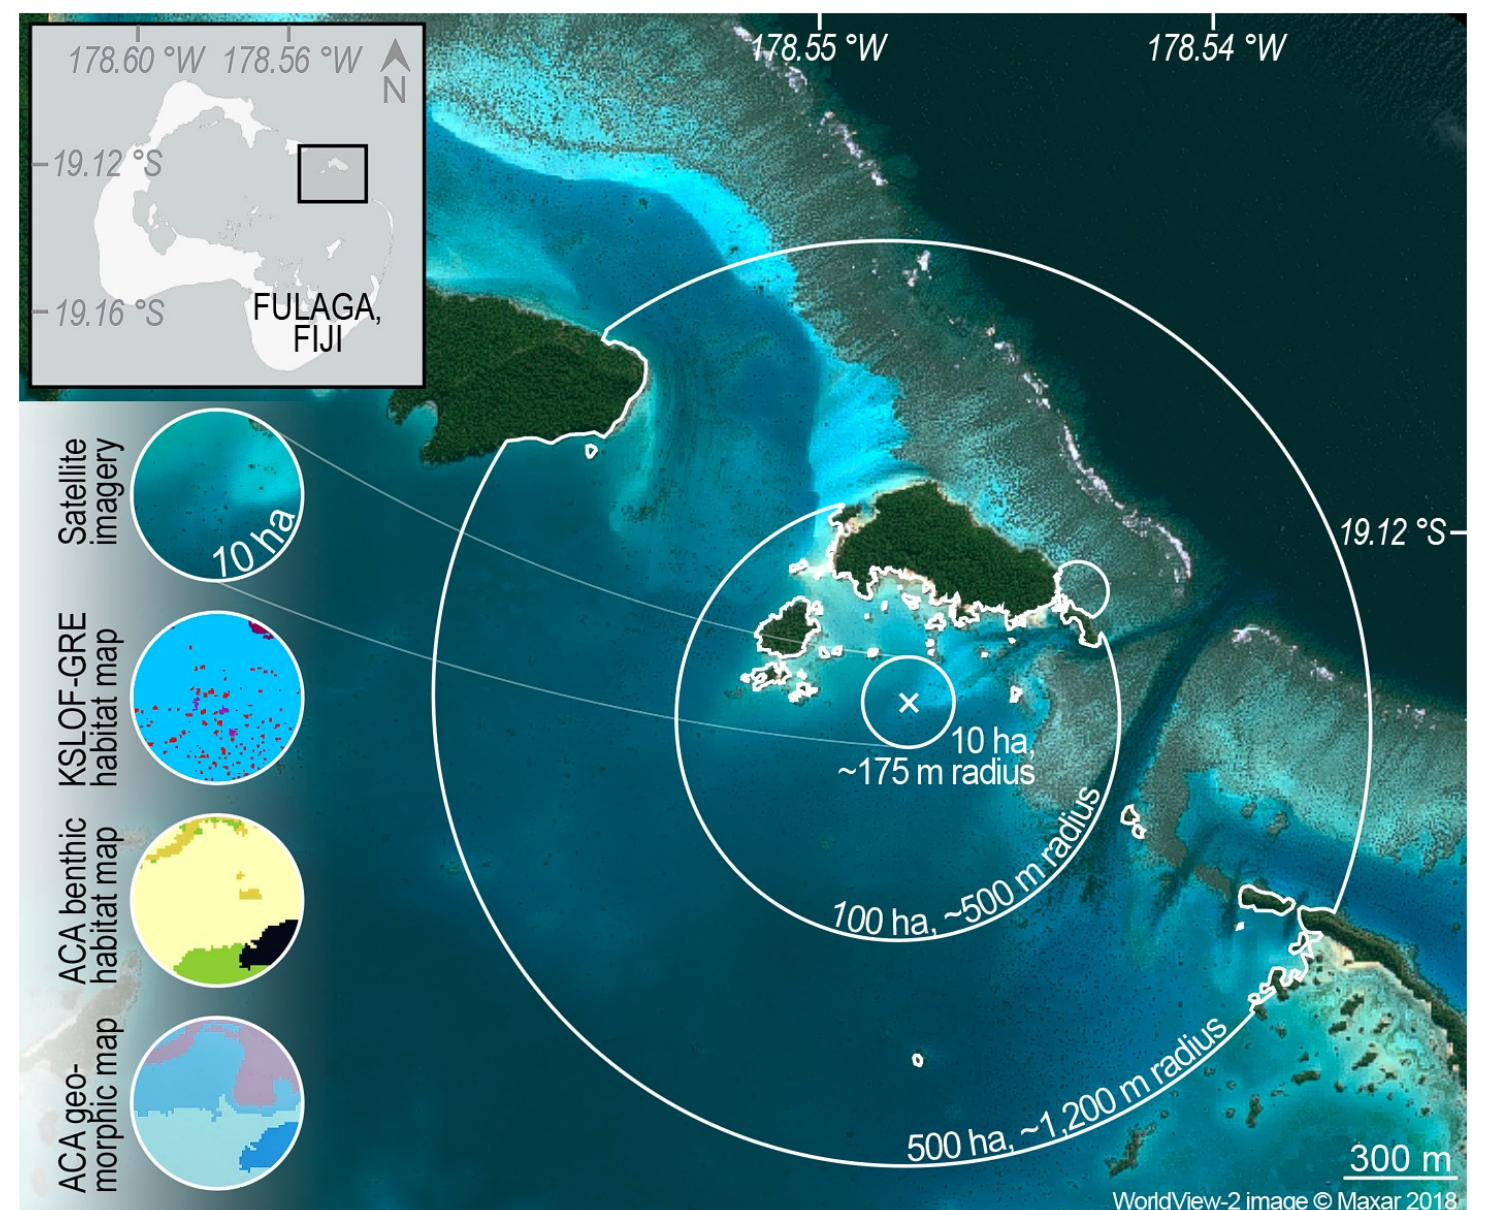 178.60 °W 178.56 °W
N
19.12 °S
19.16 °S
FULAGA,
FIJI
178.55 °W
178.54 °W
19.12 °S
Satellite
imagery
10 ha
KSLOF-GRE
habitat map
ACA benthic
habitat map
ACA geo-
morphic map
10 ha,
~175 m radius
100 ha, ~500 m radius
500 ha, ~1,200 m radius
300 m
WorldView-2 image © Maxar 2018